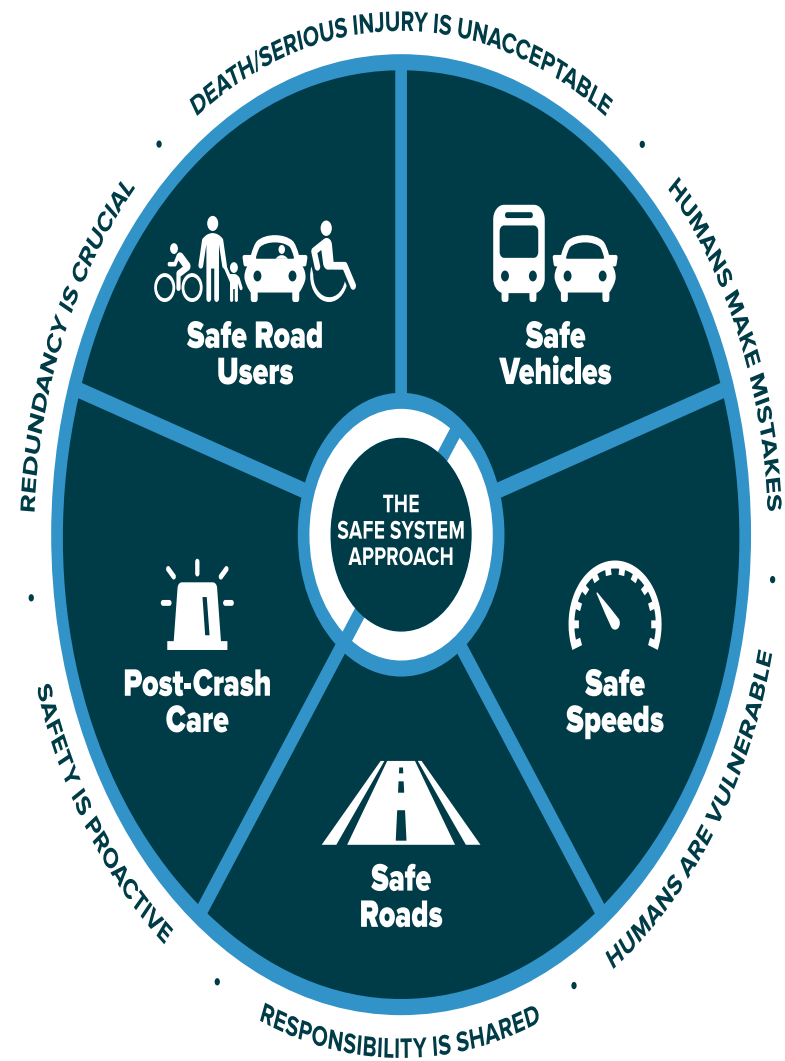 DEATH/SERIOUS INJURY IS UNACCEPTABLE
HUMANS MAKE MISTAKES
HUMANS ARE VULNERABLE
RESPONSIBILITY IS SHARED
SAFETY IS PROACTIVE
REDUNDANCY IS CRUCIAL
Safe Road
Users
Safe
Vehicles
THE
SAFE SYSTEM
APPROACH
Post-Crash
Care
Safe
Speeds
Safe
Roads